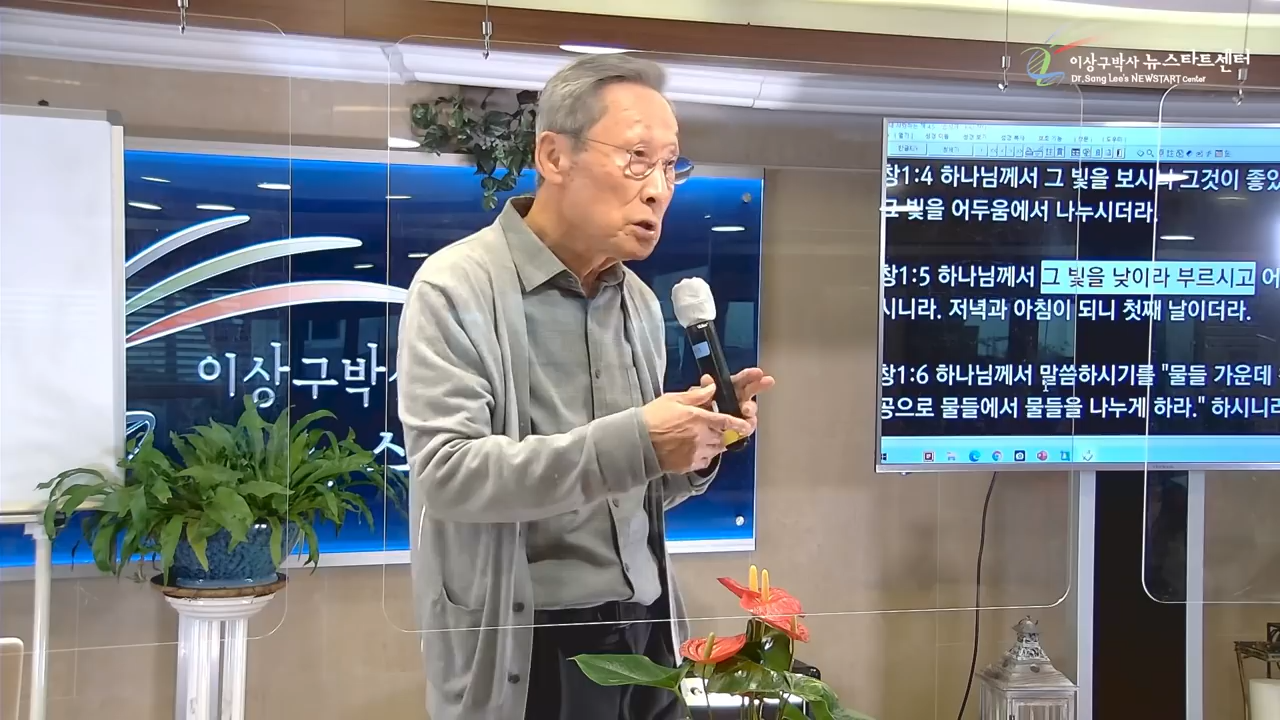 이상구박사 뉴스타트센터
Dr. Sang Lee's NEWSTART Center
창1:4 하나님께서 그 빛을 보시니 그것이 좋았
그 빛을 어두움에서 나누시더라.
창1:5 하나님께서 그 빛을 낮이라 부르시고 어
시니라. 저녁과 아침이 되니 첫째 날이더라.
창1:6 하나님께서 말씀하시기를 "물들 가운데
공으로 물들에서 물들을 나누게 하라." 하시니라
이상구박